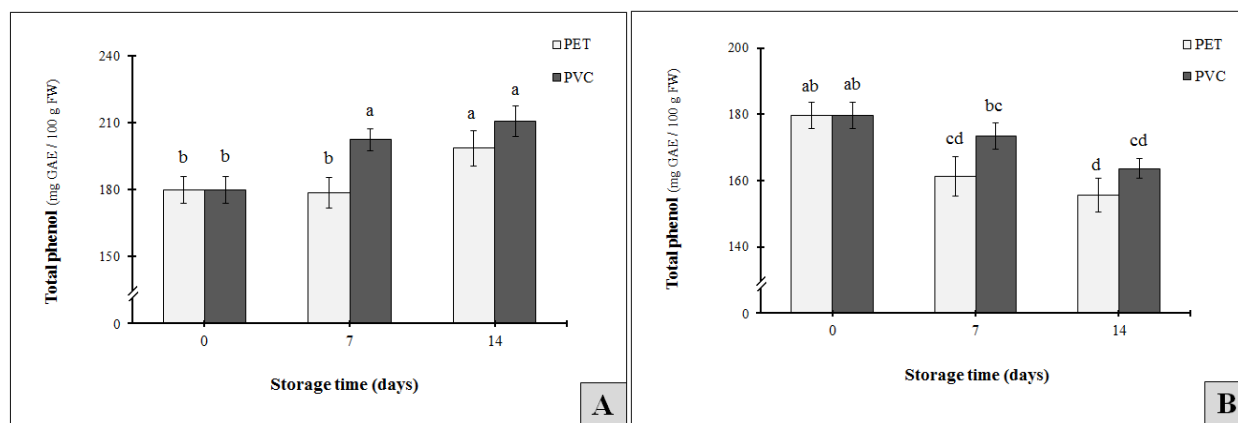 PET
PVC
240
210
180
150
0
Total phenol (mg GAE / 100 g FW)
b
b
b
a
a
a
0
7
14
Storage time (days)
A
PET
PVC
200
180
160
140
0
Total phenol (mg GAE / 100 g FW)
ab
ab
cd
bc
d
cd
0
7
14
Storage time (days)
B